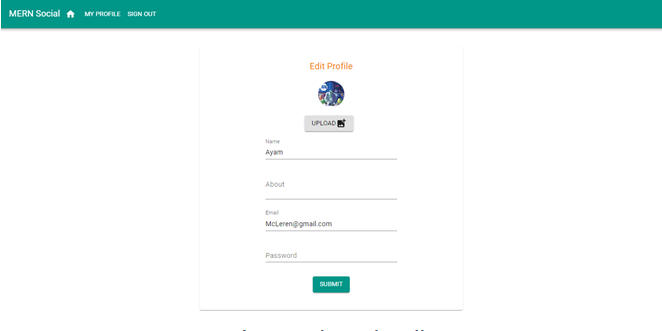 MERN Social MY PROFILE SIGN OUT
Edit Profile
UPLOAD
Name
Ayam
About
Email
McLeren@gmail.com
Password
SUBMIT